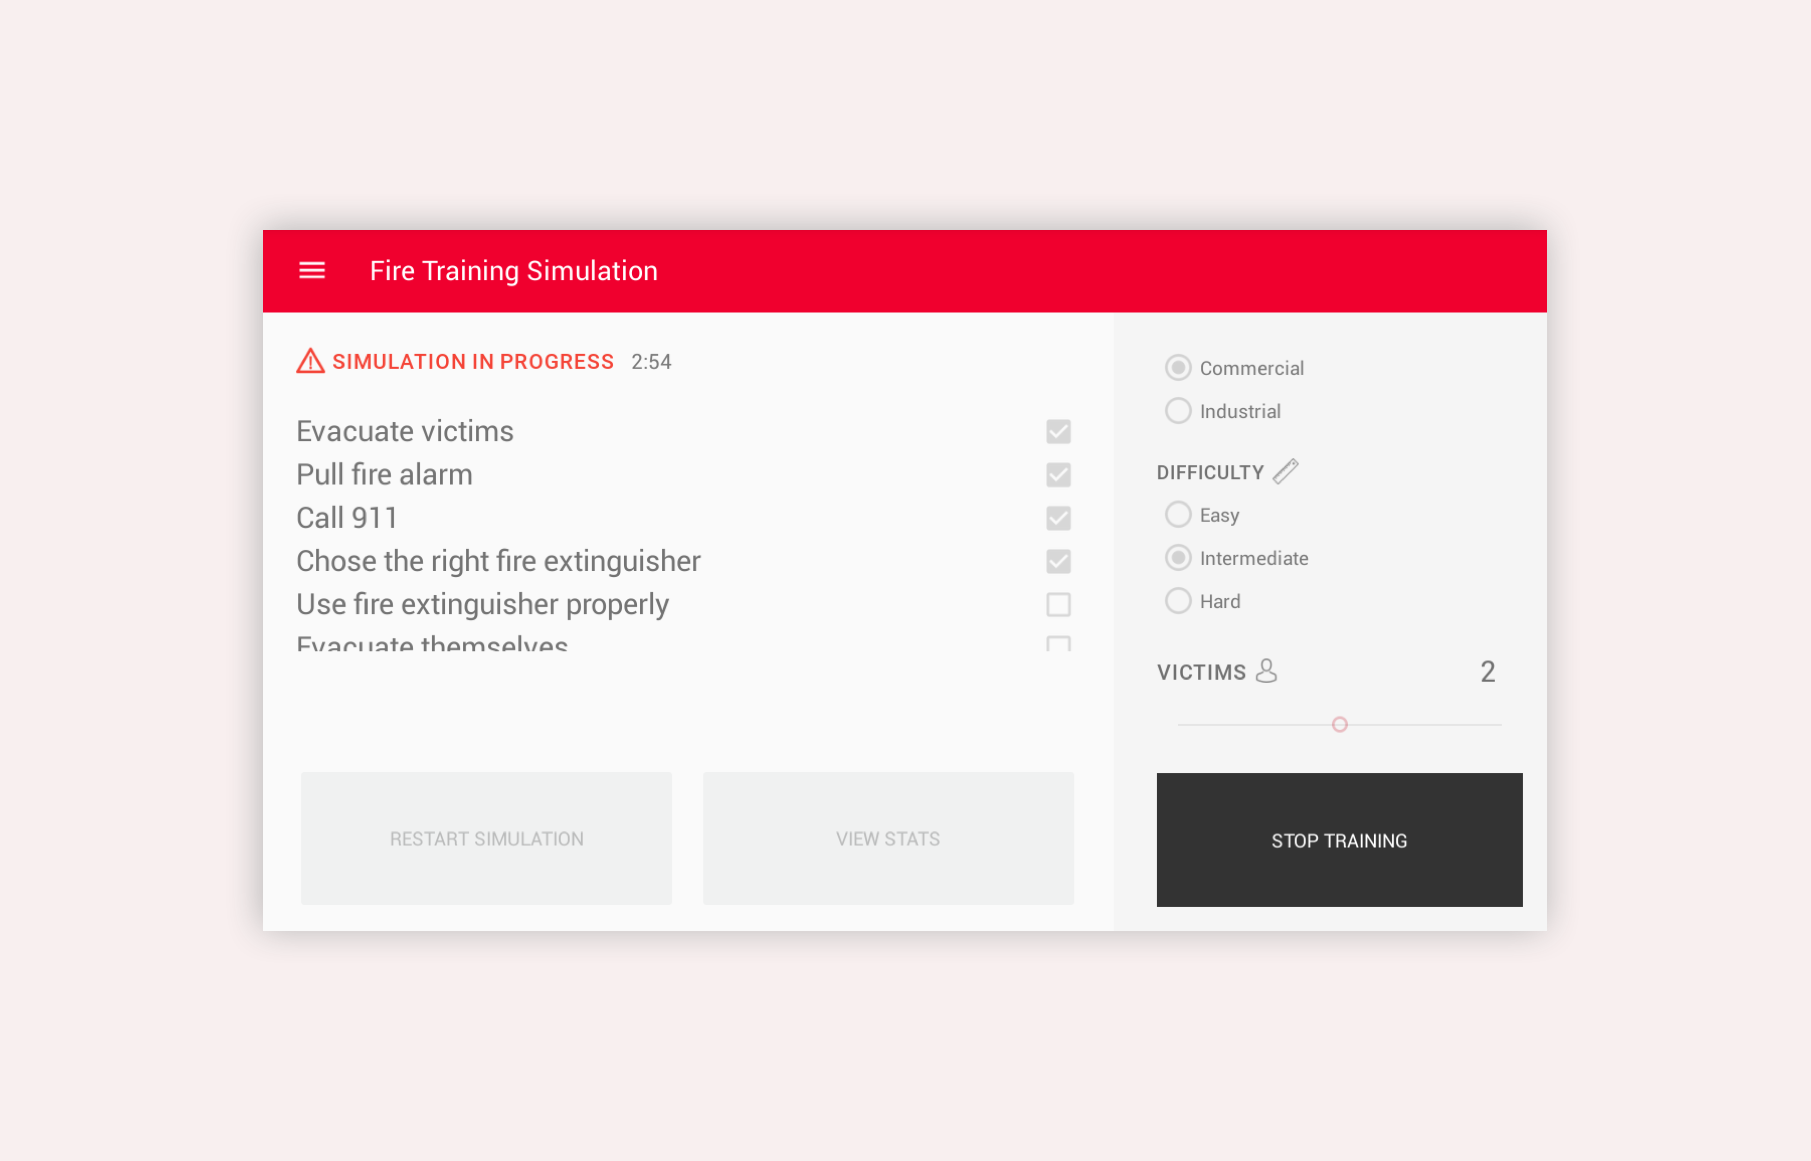 Fire Training Simulation
SIMULATION IN PROGRESS 2:54
Evacuate victims
Pull fire alarm
Call 911
Chose the right fire extinguisher
Use fire extinguisher properly
Evacuate themselves
RESTART SIMULATION
VIEW STATS
Commercial
Industrial
DIFFICULTY
Easy
Intermediate
Hard
VICTIMS 2
STOP TRAINING